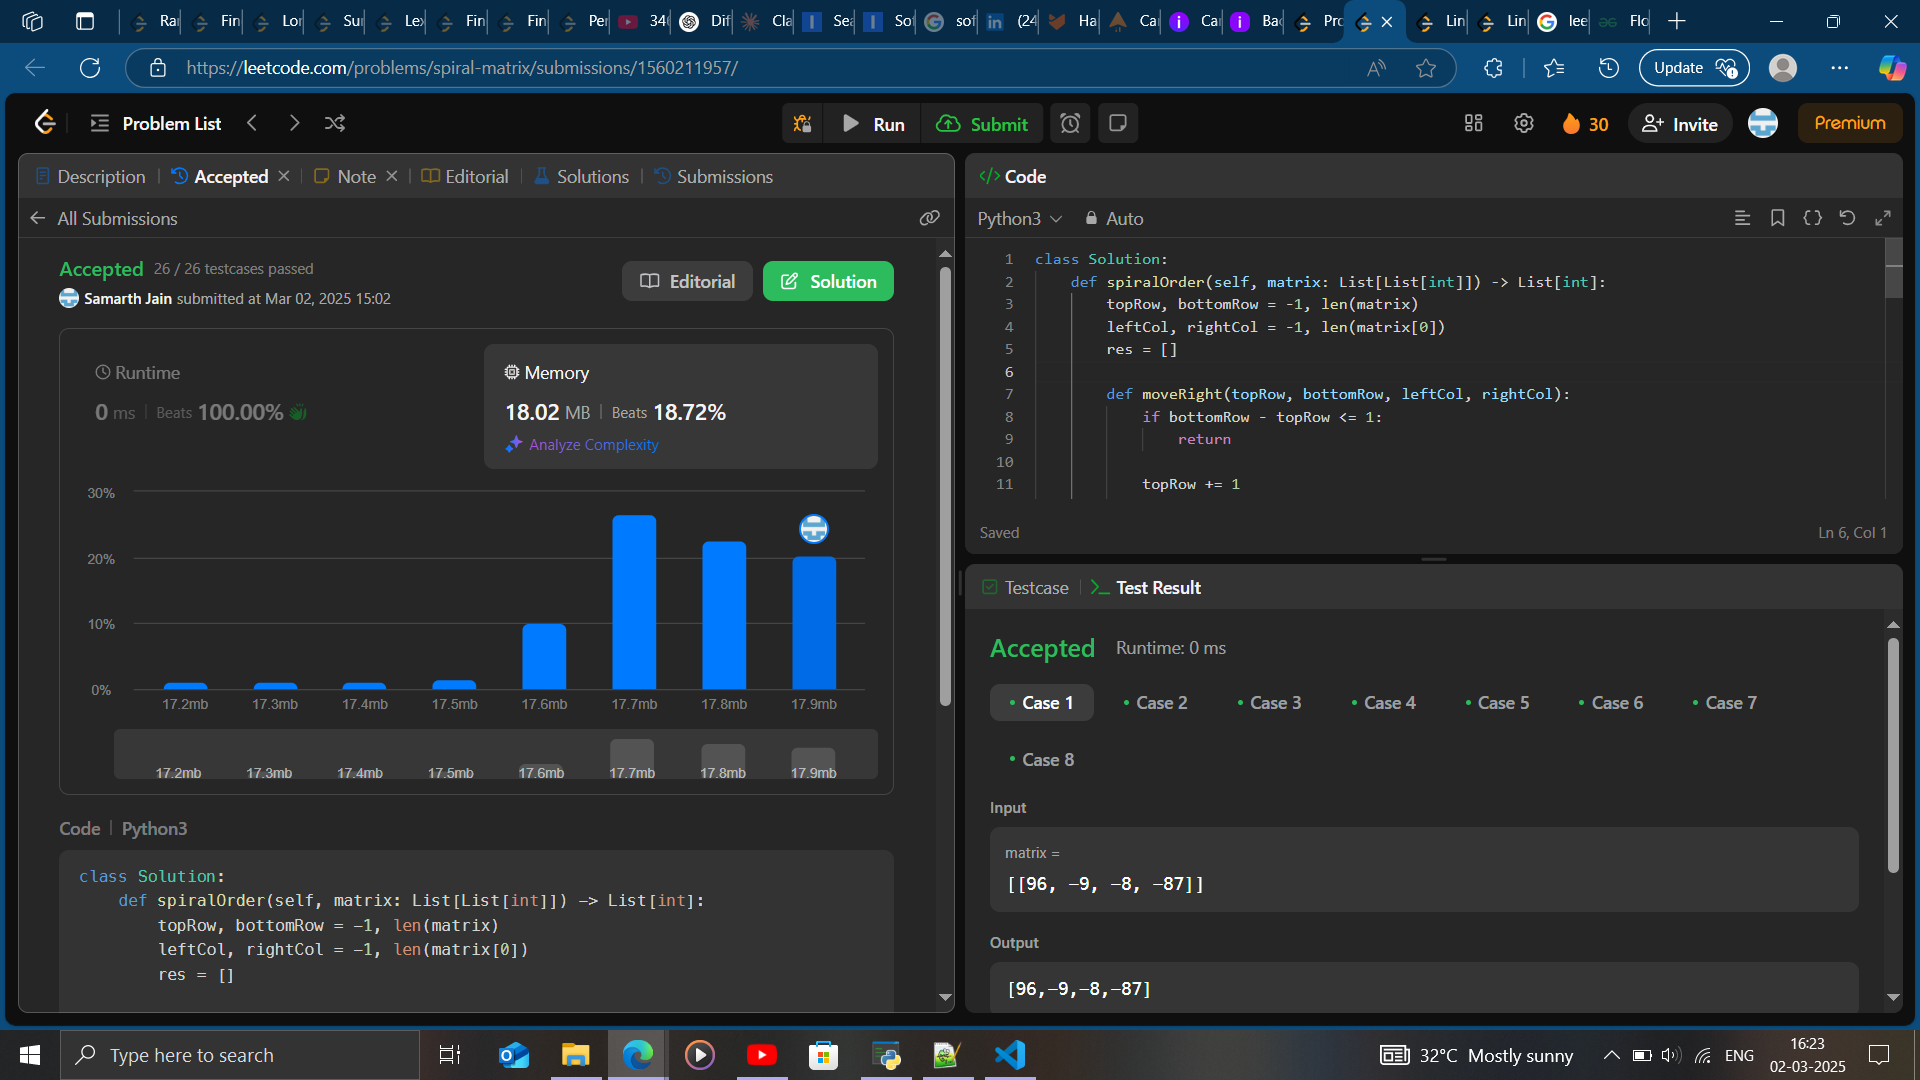 Rar
Fin
Lor
Sur
Lex
Fin
Fin
Per
346
Dif
Cla
Sea
Sof
sof
(24
Ha
Car
Car
Bac
Pro
Lin
Lin
lee
Flo
https://leetcode.com/problems/spiral-matrix/submissions/1560211957/
Update
Problem List
Run
Submit
30
Invite
Premium
Description
Accepted
Note
Editorial
Solutions
Submissions
All Submissions
Accepted 26 / 26 testcases passed
Samarth Jain submitted at Mar 02, 2025 15:02
Editorial
Solution
Runtime
0 ms | Beats 100.00%
Memory
18.02 MB | Beats 18.72%
Analyze Complexity
30%
20%
10%
0%
17.2mb 17.3mb 17.4mb 17.5mb 17.6mb 17.7mb 17.8mb 17.9mb
17.2mb 17.3mb 17.4mb 17.5mb 17.6mb 17.7mb 17.8mb 17.9mb
Code | Python3
class Solution:
    def spiralOrder(self, matrix: List[List[int]]) -> List[int]:
        topRow, bottomRow = -1, len(matrix)
        leftCol, rightCol = -1, len(matrix[0])
        res = []
</> Code
Python3
Auto
1 class Solution:
2     def spiralOrder(self, matrix: List[List[int]]) -> List[int]:
3         topRow, bottomRow = -1, len(matrix)
4         leftCol, rightCol = -1, len(matrix[0])
5         res = []
6
7         def moveRight(topRow, bottomRow, leftCol, rightCol):
8             if bottomRow - topRow <= 1:
9                 return
10
11             topRow += 1
Saved
Ln 6, Col 1
Testcase
Test Result
Accepted Runtime: 0 ms
Case 1
Case 2
Case 3
Case 4
Case 5
Case 6
Case 7
Case 8
Input
matrix =
[[96, -9, -8, -87]]
Output
[96,-9,-8,-87]
Type here to search
32°C Mostly sunny
ENG
16:23
02-03-2025